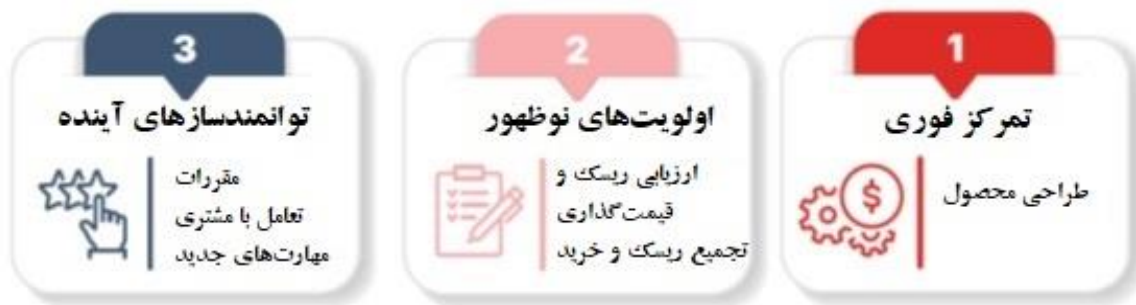 1
تمرکز فوری
طراحی محصول
2
اولویت‌های نوظهور
ارزیابی ریسک و
قیمت‌گذاری
تجمیع ریسک و خرید
3
توانمندسازهای آینده
مقررات
تعامل با مشتری
مهارت‌های جدید